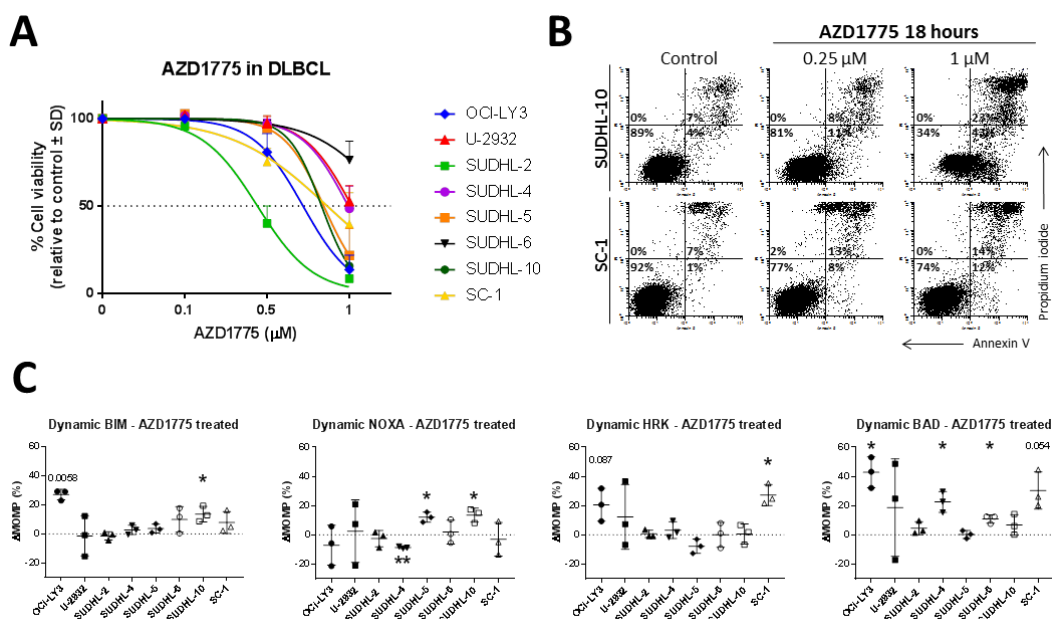 A
AZD1775 in DLBCL
% Cell viability
(relative to control ± SD)
100
50
0
0
0.1
0.5
1
AZD1775 (µM)
OCI-LY3
U-2932
SUDHL-2
SUDHL-4
SUDHL-5
SUDHL-6
SUDHL-10
SC-1
B
AZD1775 18 hours
Control
0.25 µM
1 µM
SUDHL-10
0% 7%
89% 4%
0% 8%
81% 11%
0%
34%
SC-1
0% 7%
92% 1%
2% 13%
77% 8%
0% 14%
74% 12%
Propidium iodide
Annexin V
C
Dynamic BIM - AZD1775 treated
ΔMOMP (%)
60
40
20
0
-20
0.0058
*
OCI-LY3
U-2932
SUDHL-2
SUDHL-4
SUDHL-5
SUDHL-6
SUDHL-10
SC-1
Dynamic NOXA - AZD1775 treated
ΔMOMP (%)
60
40
20
0
-20
**
*
*
OCI-LY3
U-2932
SUDHL-2
SUDHL-4
SUDHL-5
SUDHL-6
SUDHL-10
SC-1
Dynamic HRK - AZD1775 treated
ΔMOMP (%)
60
40
20
0
-20
0.087
*
OCI-LY3
U-2932
SUDHL-2
SUDHL-4
SUDHL-5
SUDHL-6
SUDHL-10
SC-1
Dynamic BAD - AZD1775 treated
ΔMOMP (%)
60
40
20
0
-20
*
*
*
0.054
OCI-LY3
U-2932
SUDHL-2
SUDHL-4
SUDHL-5
SUDHL-6
SUDHL-10
SC-1